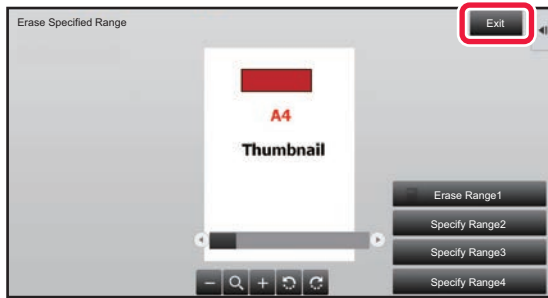 Erase Specified Range
Exit
A4
Thumbnail
Erase Range1
Specify Range2
Specify Range3
Specify Range4